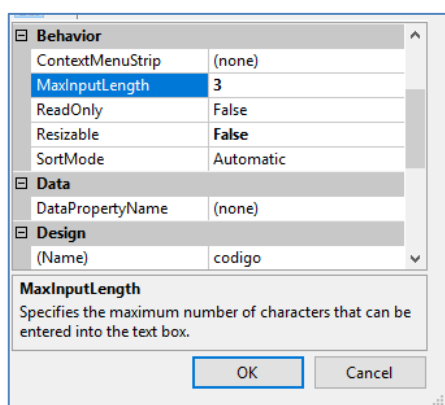 Behavior
ContextMenuStrip (none)
MaxInputLength 3
ReadOnly False
Resizable False
SortMode Automatic
Data
DataPropertyName (none)
Design
(Name) codigo
MaxInputLength
Specifies the maximum number of characters that can be
entered into the text box.
OK Cancel